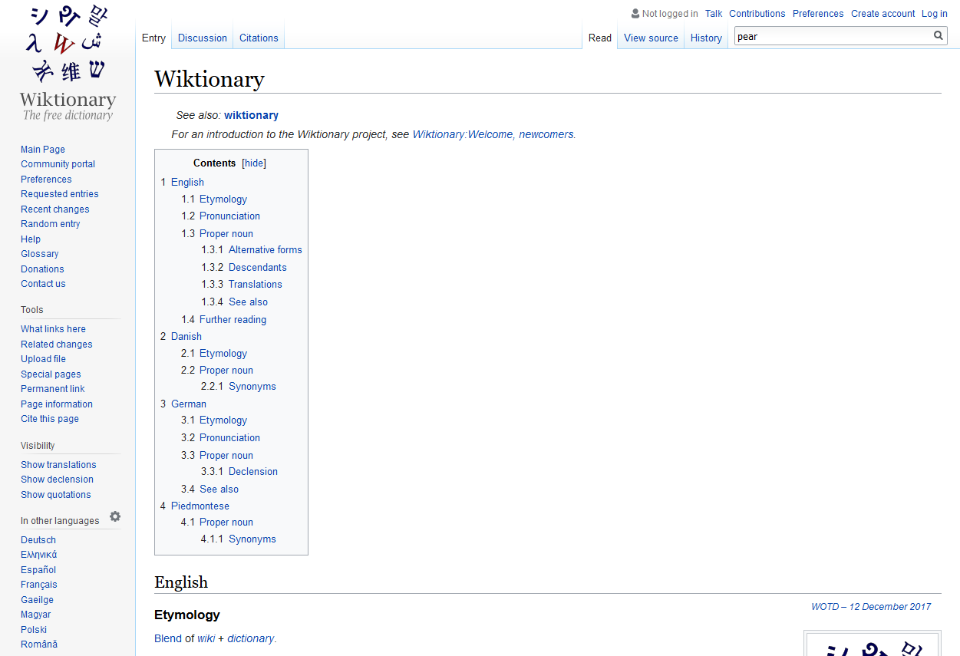 Not logged in Talk Contributions Preferences Create account Log in
Entry Discussion Citations Read View source History pear
Wiktionary
The free dictionary
Main Page
Community portal
Preferences
Requested entries
Recent changes
Random entry
Help
Glossary
Donations
Contact us
Tools
What links here
Related changes
Upload file
Special pages
Permanent link
Page information
Cite this page
Visibility
Show translations
Show declension
Show quotations
In other languages
Deutsch
Ελληνικά
Español
Français
Gaeilge
Magyar
Polski
Română
Wiktionary
See also: wiktionary
For an introduction to the Wiktionary project, see Wiktionary:Welcome, newcomers.
Contents [hide]
1 English
1.1 Etymology
1.2 Pronunciation
1.3 Proper noun
1.3.1 Alternative forms
1.3.2 Descendants
1.3.3 Translations
1.3.4 See also
1.4 Further reading
2 Danish
2.1 Etymology
2.2 Proper noun
2.2.1 Synonyms
3 German
3.1 Etymology
3.2 Pronunciation
3.3 Proper noun
3.3.1 Declension
3.4 See also
4 Piedmontese
4.1 Proper noun
4.1.1 Synonyms
English
WOTD – 12 December 2017
Etymology
Blend of wiki + dictionary.